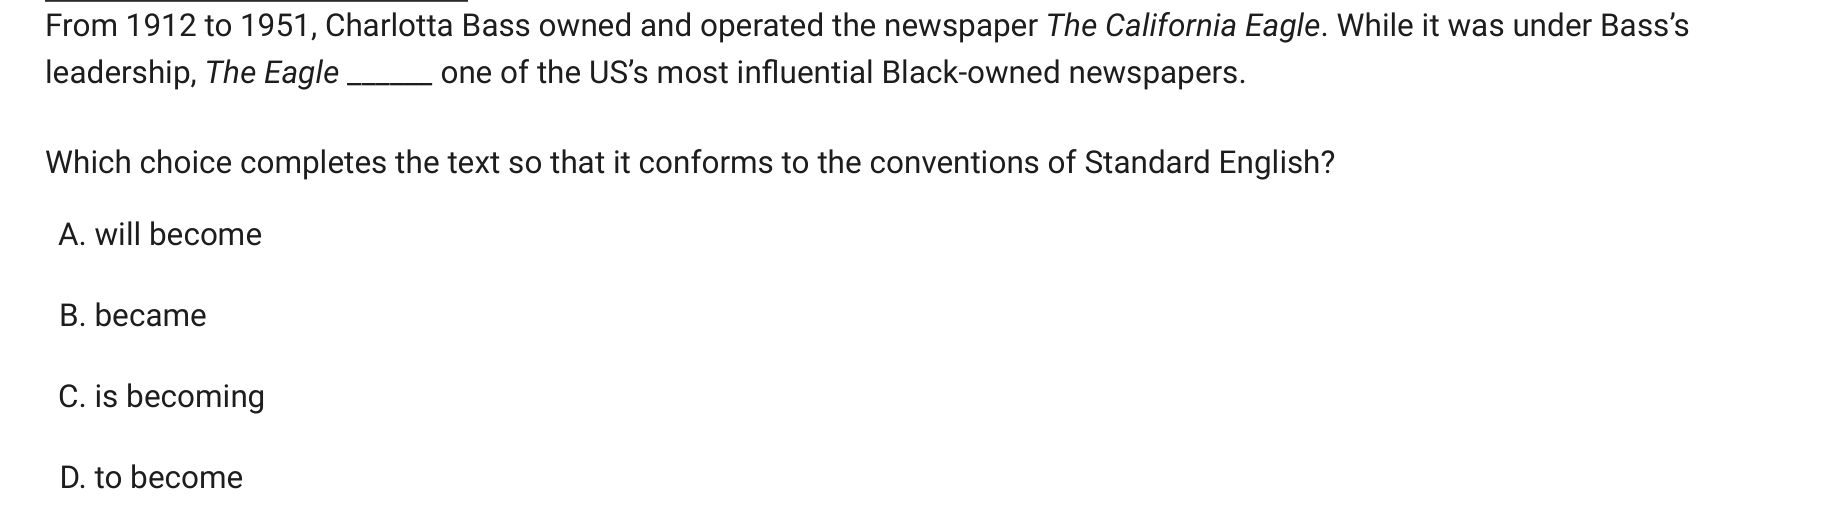 From 1912 to 1951, Charlotta Bass owned and operated the newspaper The California Eagle. While it was under Bass’s
leadership, The Eagle ______ one of the US’s most influential Black-owned newspapers.
Which choice completes the text so that it conforms to the conventions of Standard English?
A. will become
B. became
C. is becoming
D. to become